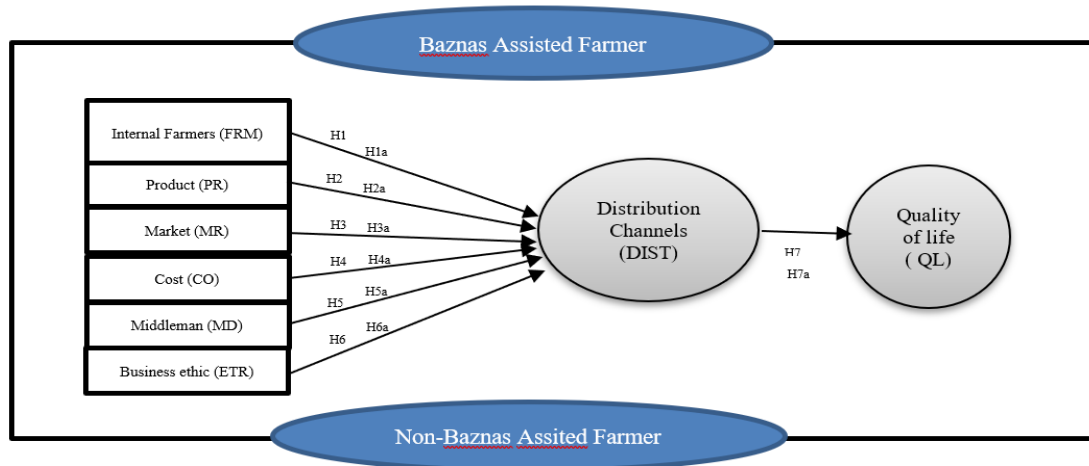 Baznas Assisted Farmer
Internal Farmers (FRM)
H1
H1a
Product (PR)
H2
H2a
Market (MR)
H3
H3a
Cost (CO)
H4
H4a
Middleman (MD)
H5
H5a
Business ethic (ETR)
H6
H6a
Distribution
Channels
(DIST)
H7
H7a
Quality
of life
( QL)
Non-Baznas Assited Farmer